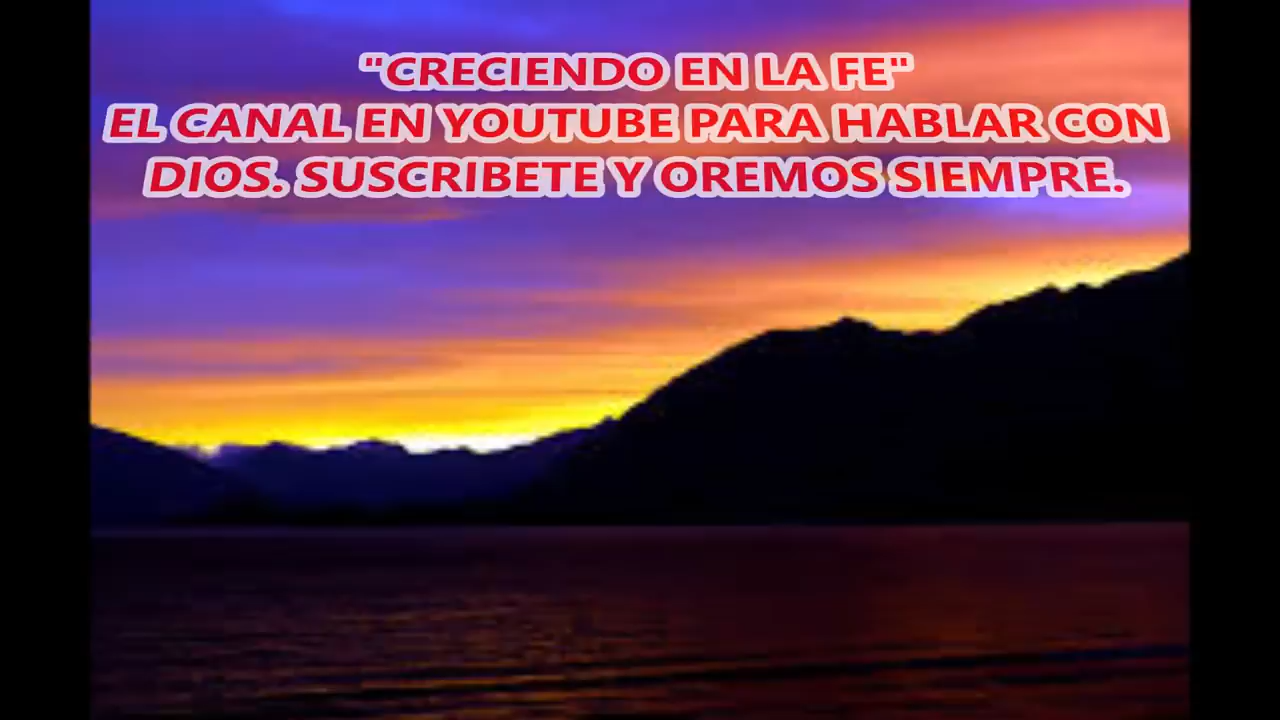 "CRECIENDO EN LA FE"
EL CANAL EN YOUTUBE PARA HABLAR CON
DIOS. SUSCRIBETE Y OREMOS SIEMPRE.